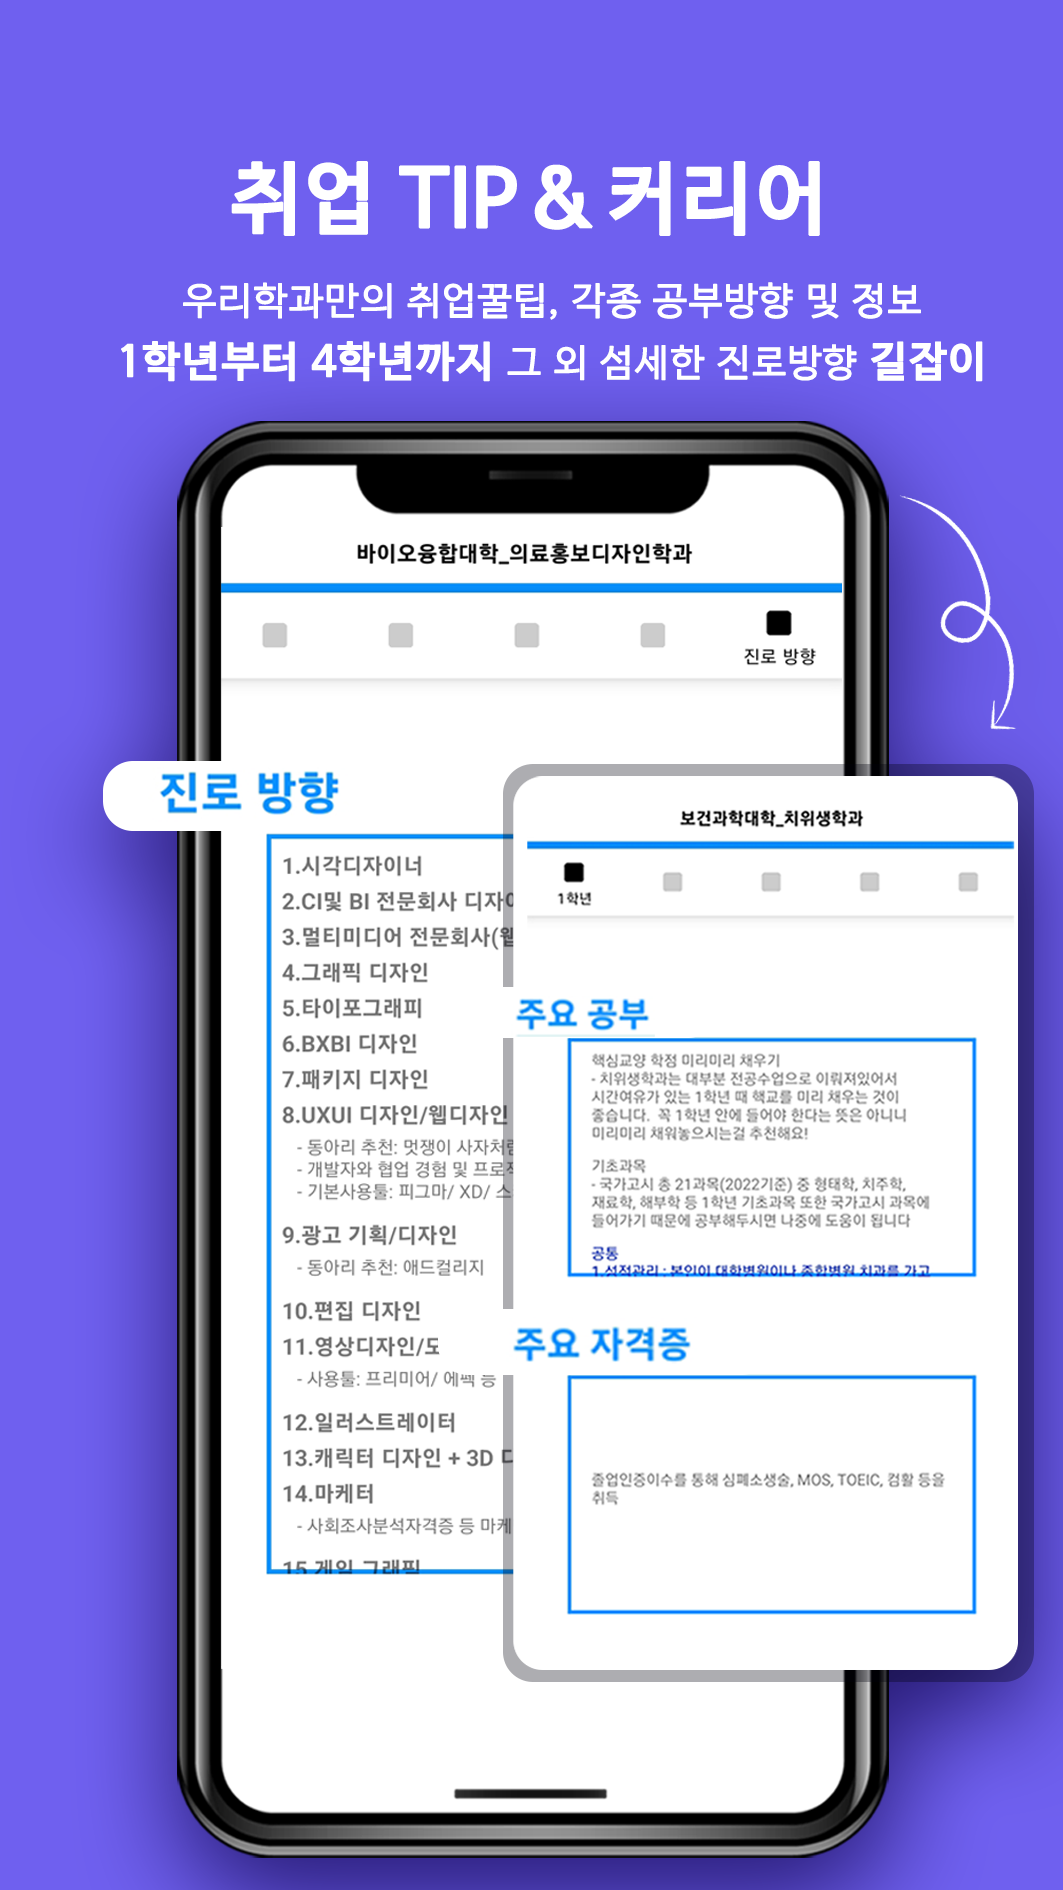 취업 TIP & 커리어
우리학과만의 취업꿀팁, 각종 공부방향 및 정보
1학년부터 4학년까지 그 외 섬세한 진로방향 길잡이
바이오융합대학_의료홍보디자인학과
진로 방향
진로 방향
1.시각디자이너
2.CI및 BI 전문회사
3.멀티미디어 전문회사(웹
4.그래픽 디자인
5.타이포그래피
6.BXBI 디자인
7.패키지 디자인
8.UXUI 디자인/웹디자인
- 동아리 추천: 멋쟁이 사자처럼
- 개발자와 협업 경험 및
- 기본사용툴: 피그마/ XD/
9.광고 기획/디자인
- 동아리 추천: 애드컬리지
10.편집 디자인
11.영상디자인/도
- 사용툴: 프리미어/ 에펙 등
12.일러스트레이터
13.캐릭터 디자인 + 3D
14.마케터
- 사회조사분석자격증 등 마케
15.게임 그래픽
보건과학대학_치위생학과
1학년
주요 공부
핵심교양 학점 미리미리 채우기
- 치위생학과는 대부분 전공수업으로 이뤄져있어서
시간여유가 있는 1학년 때 핵교를 미리 채우는 것이
좋습니다. 꼭 1학년 안에 들어야 한다는 뜻은 아니니
미리미리 채워놓으시는걸 추천해요!
기초과목
- 국가고시 총 21과목(2022기준) 중 형태학, 치주학,
재료학, 해부학 등 1학년 기초과목 또한 국가고시 과목에
들어가기 때문에 공부해두시면 나중에 도움이 됩니다
공통
1.성적관리 : 본인이 대학병원이나 종합병원 치과를 가고
주요 자격증
졸업인증이수를 통해 심폐소생술, MOS, TOEIC, 컴활 등을
취득